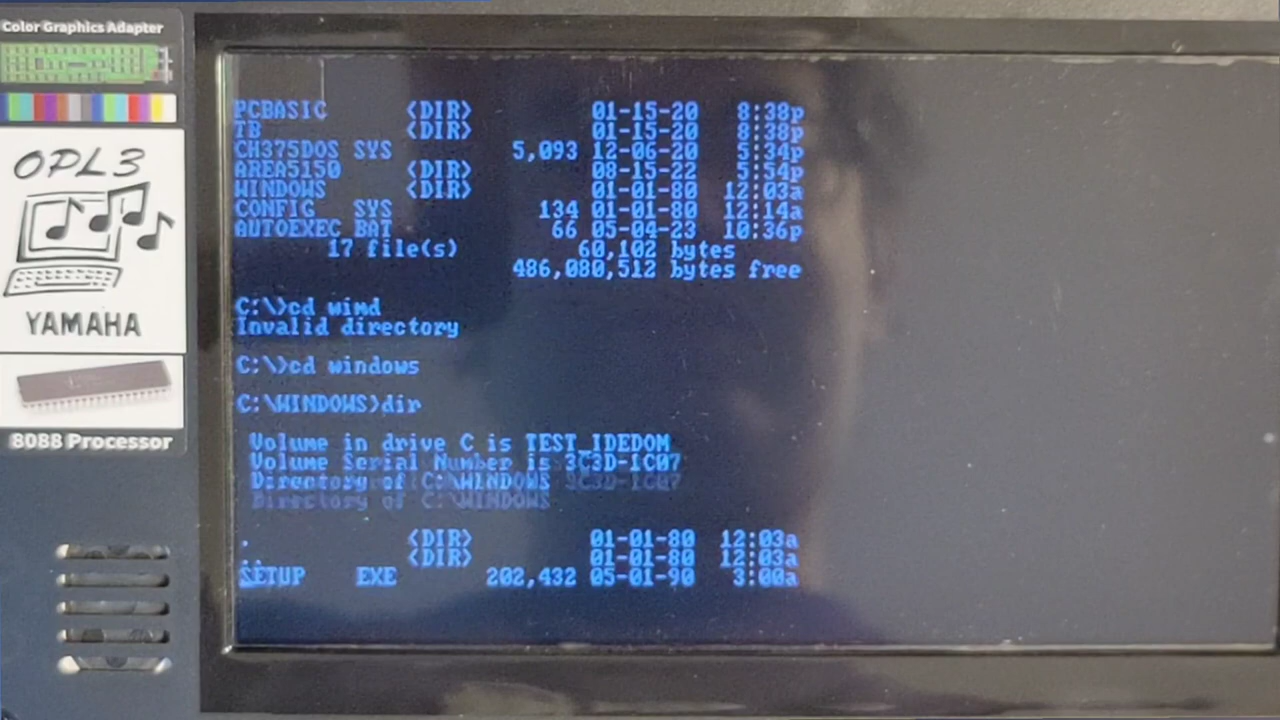 Color Graphics Adapter
OPL3
YAMAHA
8088 Processor
PCBASIC <DIR> 01-15-20 8:38p
TB <DIR> 01-15-20 8:38p
CH375DOS SYS 5,093 12-06-20 5:34p
AREA5150 <DIR> 08-15-22 5:54p
WINDOWS <DIR> 01-01-80 12:03a
CONFIG SYS 134 01-01-80 12:14a
AUTOEXEC BAT 66 05-04-23 10:36p
17 file(s) 60,102 bytes
486,080,512 bytes free
C:\>cd wimd
Invalid directory
C:\>cd windows
C:\WINDOWS>dir
Volume in drive C is TEST_IDEDOM
Volume Serial Number is 3C3D-1C07
Directory of C:\WINDOWS
Directory of C:\WINDOWS
. <DIR> 01-01-80 12:03a
.. <DIR> 01-01-80 12:03a
SETUP EXE 202,432 05-01-90 3:00a